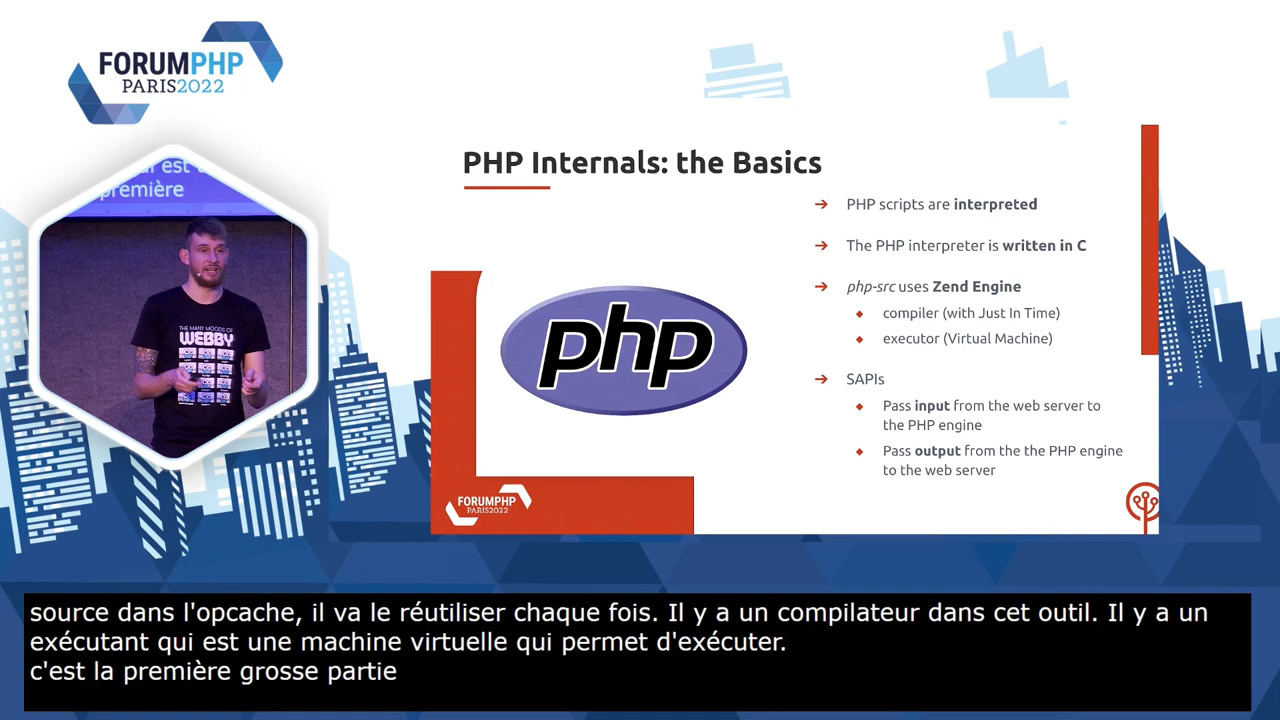 FORUMPHP
PARIS2022
est
première
THE MANY MOODS OF
WEBBY
PHP Internals: the Basics
PHP scripts are interpreted
The PHP interpreter is written in C
php-src uses Zend Engine
compiler (with Just In Time)
executor (Virtual Machine)
SAPIs
Pass input from the web server to
the PHP engine
Pass output from the the PHP engine
to the web server
php
FORUMPHP
PARIS2022
source dans l'opcache, il va le réutiliser chaque fois. Il y a un compilateur dans cet outil. Il y a un
exécutant qui est une machine virtuelle qui permet d'exécuter.
c'est la première grosse partie